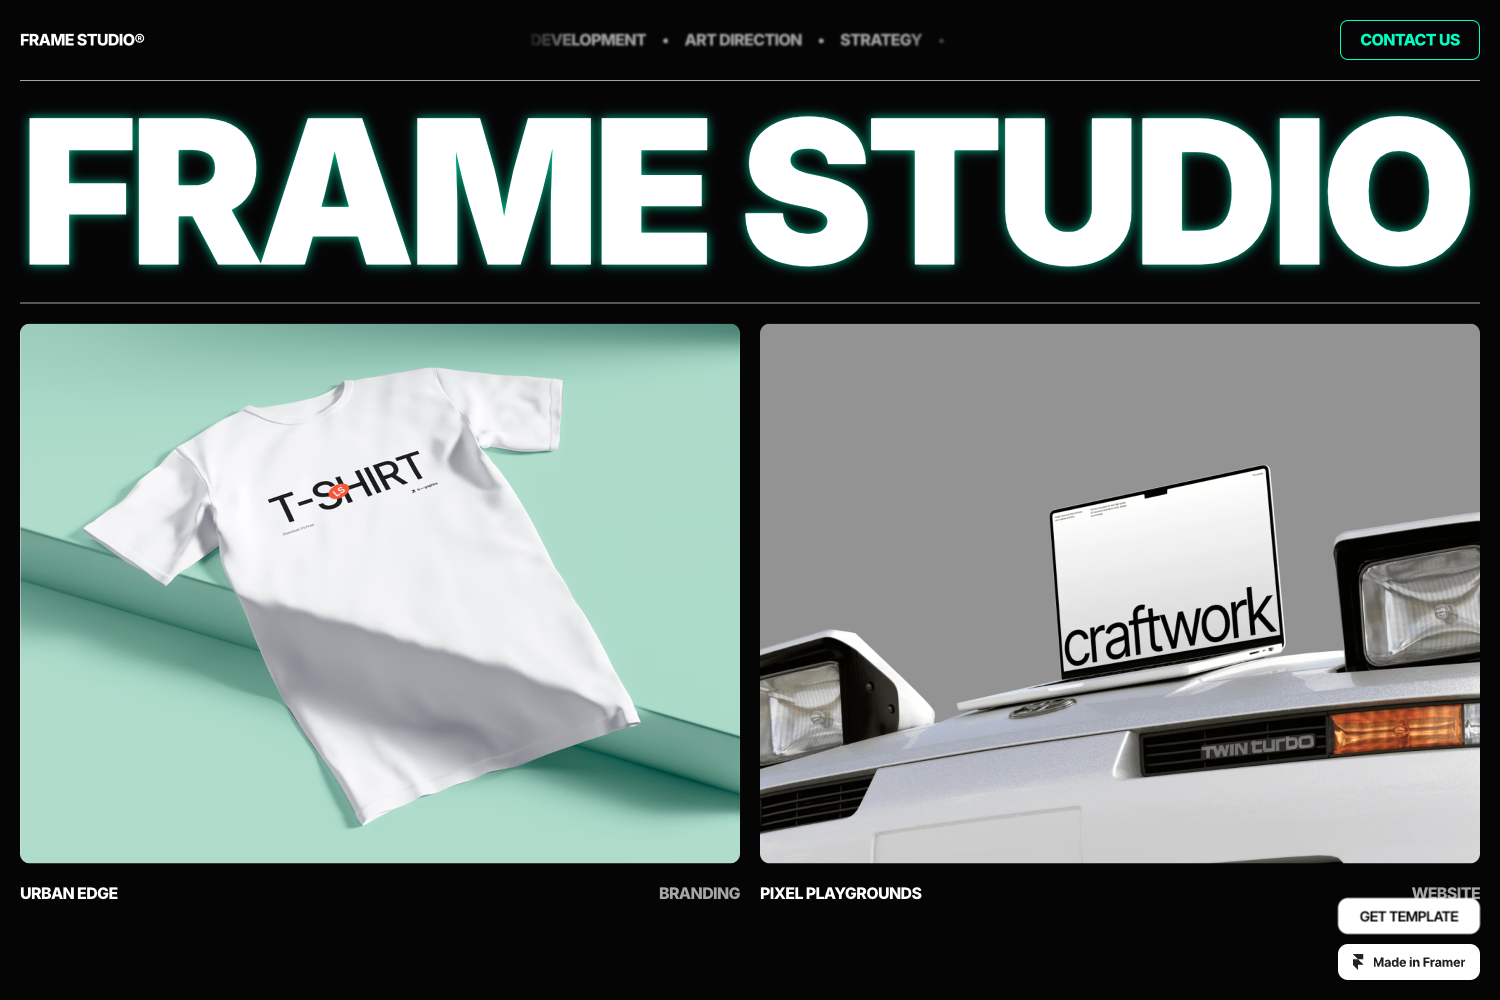 FRAME STUDIO®
DEVELOPMENT • ART DIRECTION • STRATEGY •
CONTACT US
FRAME STUDIO
T-SHIRT
LS
craftwork
TWIN turbo
URBAN EDGE
BRANDING
PIXEL PLAYGROUNDS
WEBSITE
GET TEMPLATE
Made in Framer